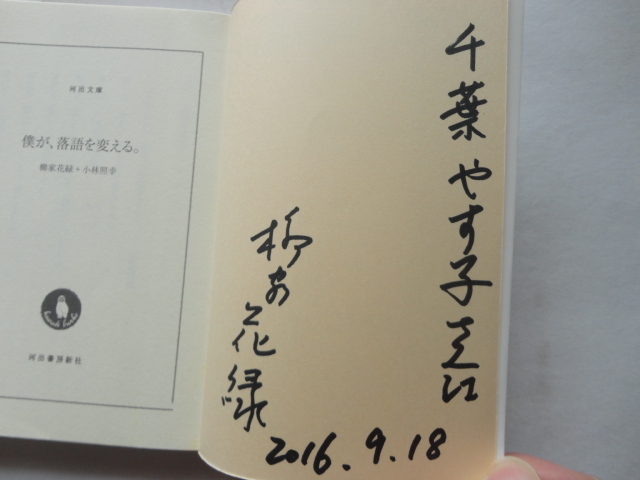 河出文庫
僕が、落語を変える。
柳家花緑+小林照幸
河出書房新社
千葉やす子さん江
柳家花緑
2016.9.18